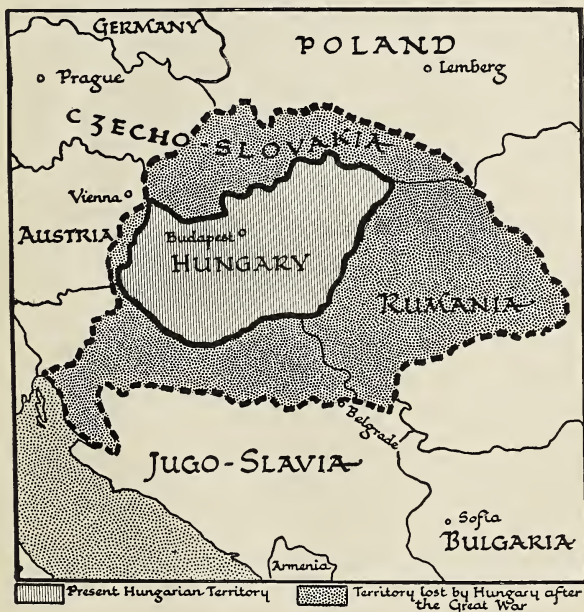 GERMANY
POLAND
Prague
Lemberg
CZECHO-SLOVAKIA
Vienna
AUSTRIA
Budapest
HUNGARY
RUMANIA
Belgrade
JUGO-SLAVIA
Sofia
BULGARIA
Armenia
Present Hungarian Territory
Territory lost by Hungary after
the Great War